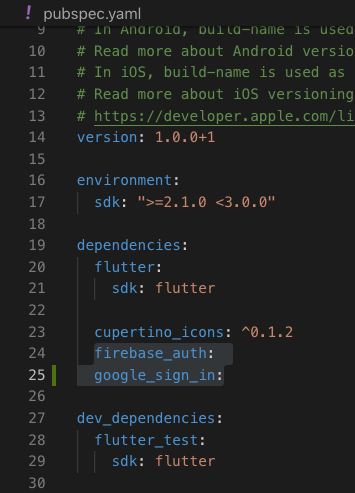 ! pubspec.yaml
9 # In Android, build-name is used
10 # Read more about Android versio
11 # In iOS, build-name is used as
12 # Read more about iOS versioning
13 # https://developer.apple.com/li
14 version: 1.0.0+1
15
16 environment:
17 sdk: ">=2.1.0 <3.0.0"
18
19 dependencies:
20 flutter:
21 sdk: flutter
22
23 cupertino_icons: ^0.1.2
24 firebase_auth:
25 google_sign_in:
26
27 dev_dependencies:
28 flutter_test:
29 sdk: flutter
30